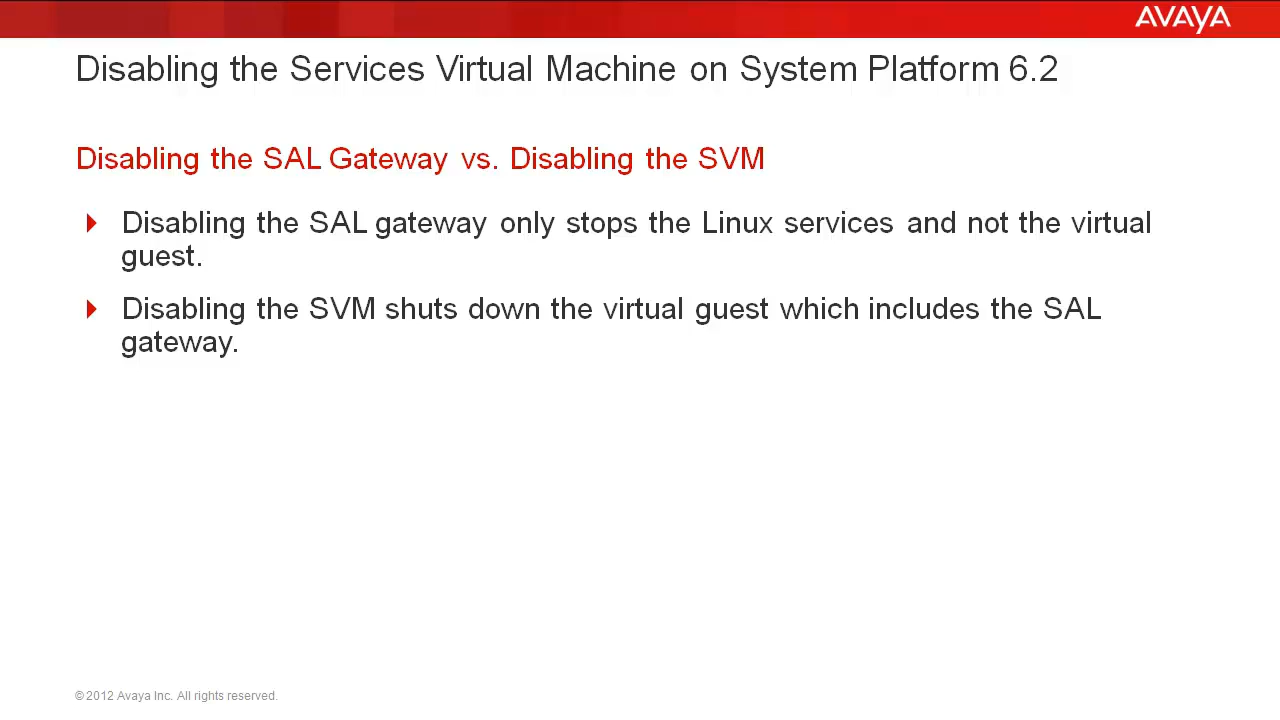 AVAYA
Disabling the Services Virtual Machine on System Platform 6.2
Disabling the SAL Gateway vs. Disabling the SVM
Disabling the SAL gateway only stops the Linux services and not the virtual
guest.
Disabling the SVM shuts down the virtual guest which includes the SAL
gateway.
© 2012 Avaya Inc. All rights reserved.